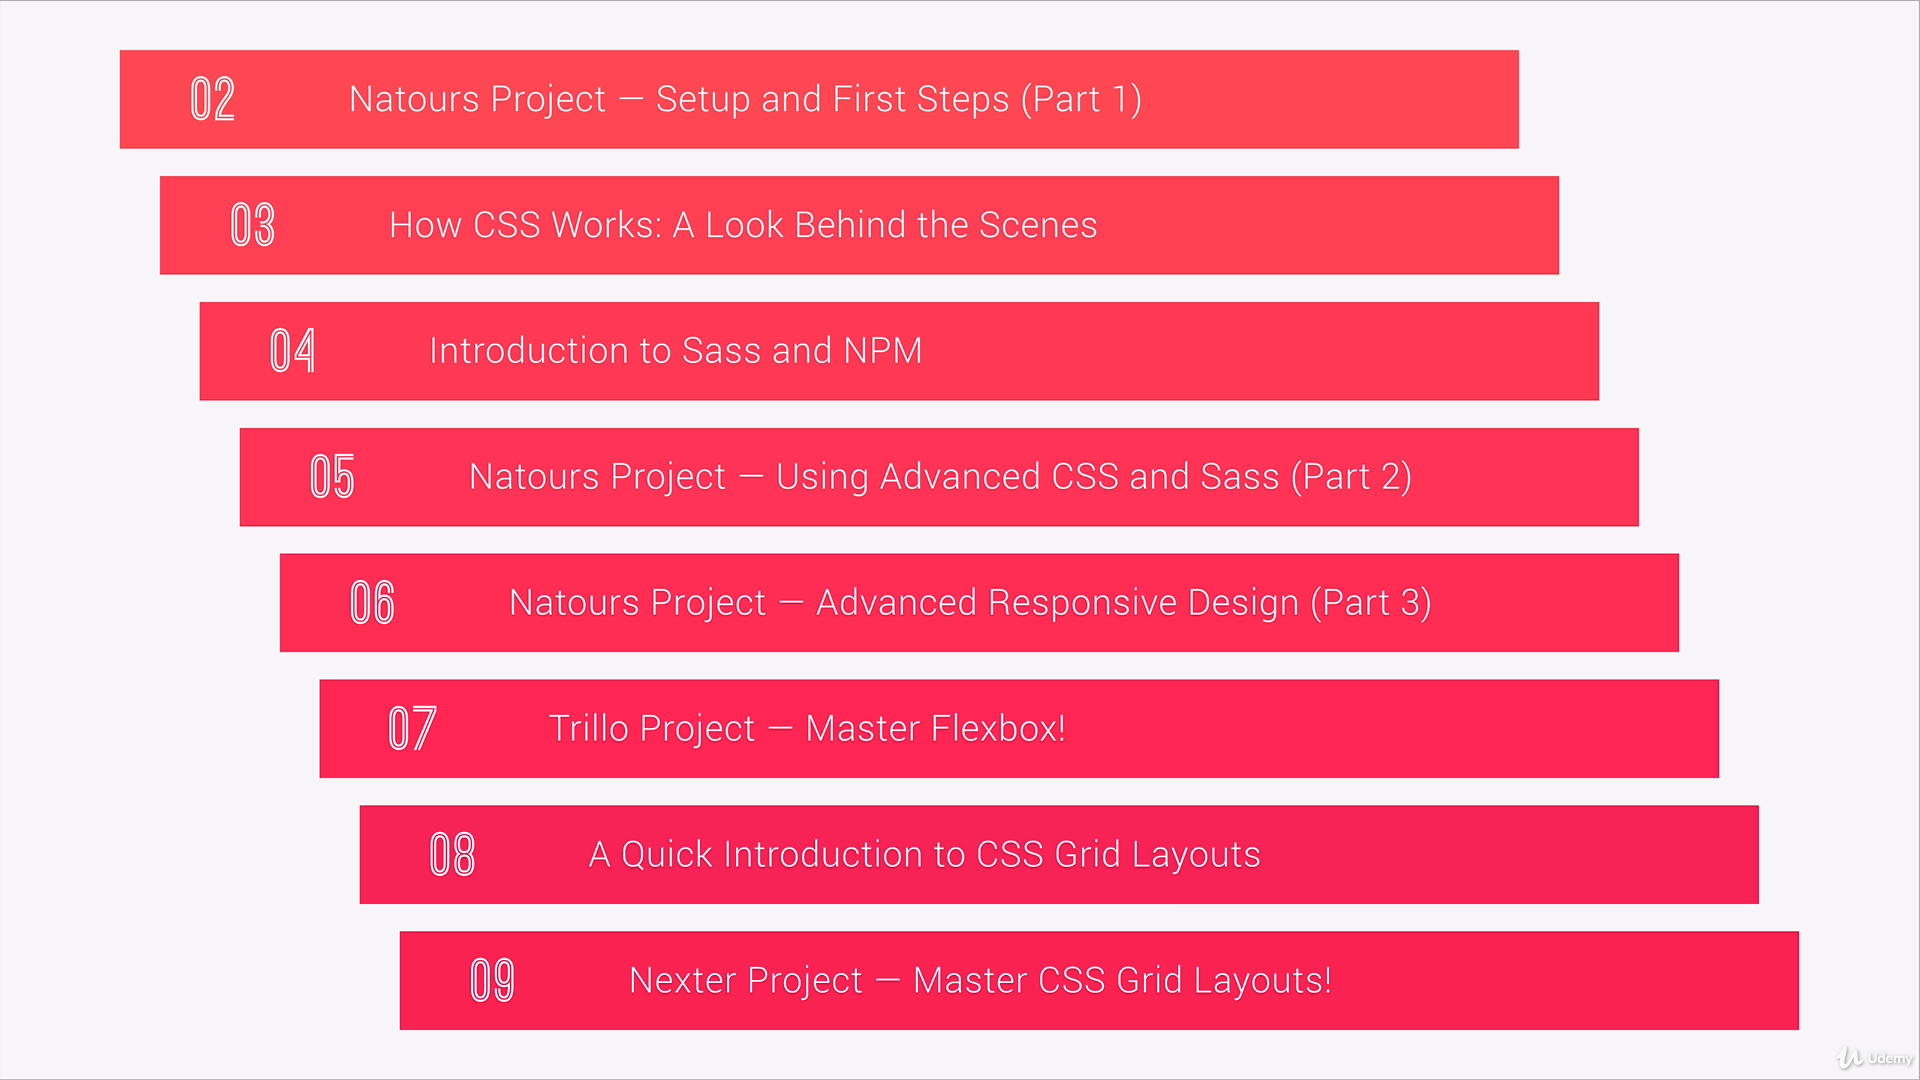 02 Natours Project — Setup and First Steps (Part 1)
03 How CSS Works: A Look Behind the Scenes
04 Introduction to Sass and NPM
05 Natours Project — Using Advanced CSS and Sass (Part 2)
06 Natours Project — Advanced Responsive Design (Part 3)
07 Trillo Project — Master Flexbox!
08 A Quick Introduction to CSS Grid Layouts
09 Nexter Project — Master CSS Grid Layouts!
Udemy